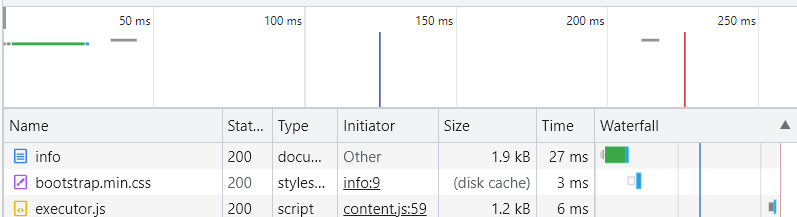 50 ms 100 ms 150 ms 200 ms 250 ms
Name Stat... Type Initiator Size Time Waterfall
info 200 docu... Other 1.9 kB 27 ms
bootstrap.min.css 200 styles... info:9 (disk cache) 3 ms
executor.js 200 script content.js:59 1.2 kB 6 ms